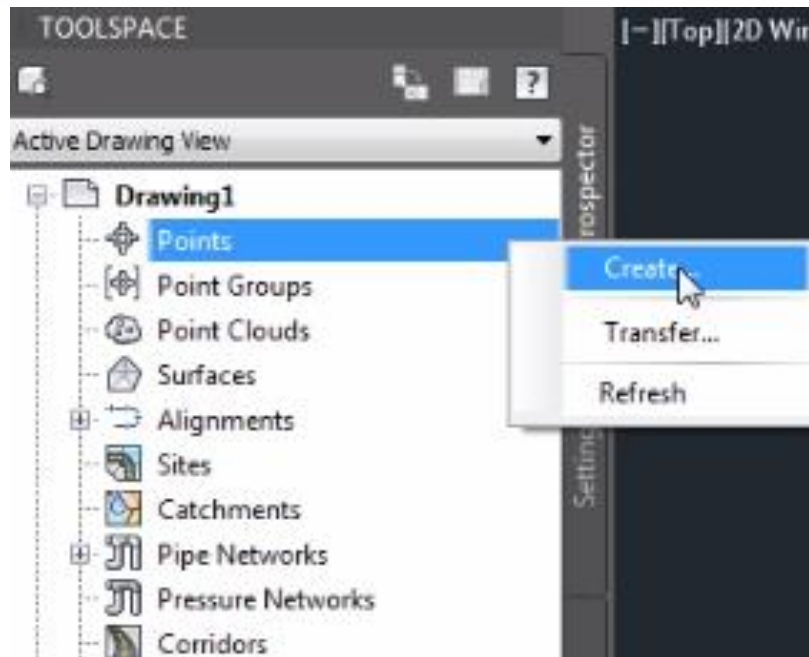 TOOLSPACE
[−][Top][2D Wir
?
Active Drawing View
rospector
Drawing1
Points
Create...
Point Groups
Point Clouds
Transfer...
Surfaces
Refresh
Alignments
Setting
Sites
Catchments
Pipe Networks
Pressure Networks
Corridors